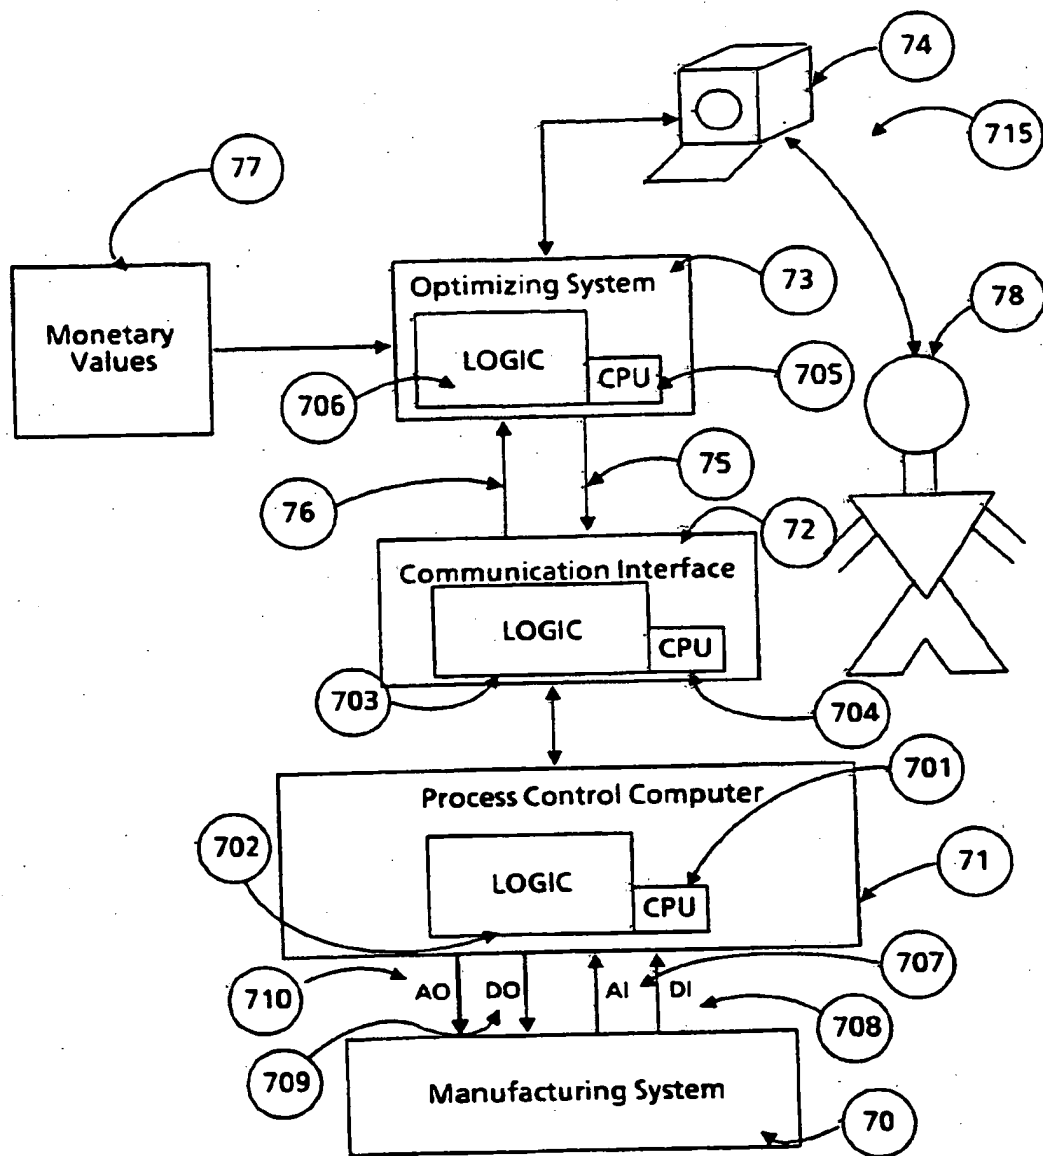 74
715
77
Optimizing System
73
78
Monetary
Values
LOGIC
CPU
705
706
75
76
72
Communication Interface
LOGIC
CPU
703
704
701
Process Control Computer
702
LOGIC
CPU
71
707
710
AO
DO
AI
DI
708
709
Manufacturing System
70